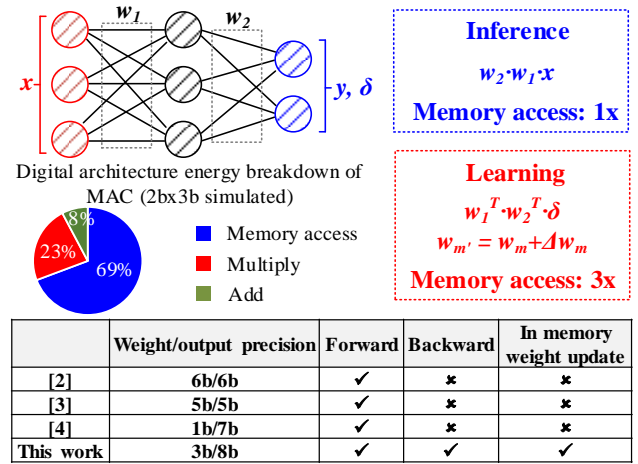 w1 w2
x y, δ
Inference
w2·w1·x
Memory access: 1x
Digital architecture energy breakdown of
MAC (2bx3b simulated)
8%
23%
69%
Memory access
Multiply
Add
Learning
w1^T·w2^T·δ
wm' = wm+Δwm
Memory access: 3x
Weight/output precision Forward Backward In memory weight update
[2] 6b/6b ✓ ✖ ✖
[3] 5b/5b ✓ ✖ ✖
[4] 1b/7b ✓ ✖ ✖
This work 3b/8b ✓ ✓ ✓